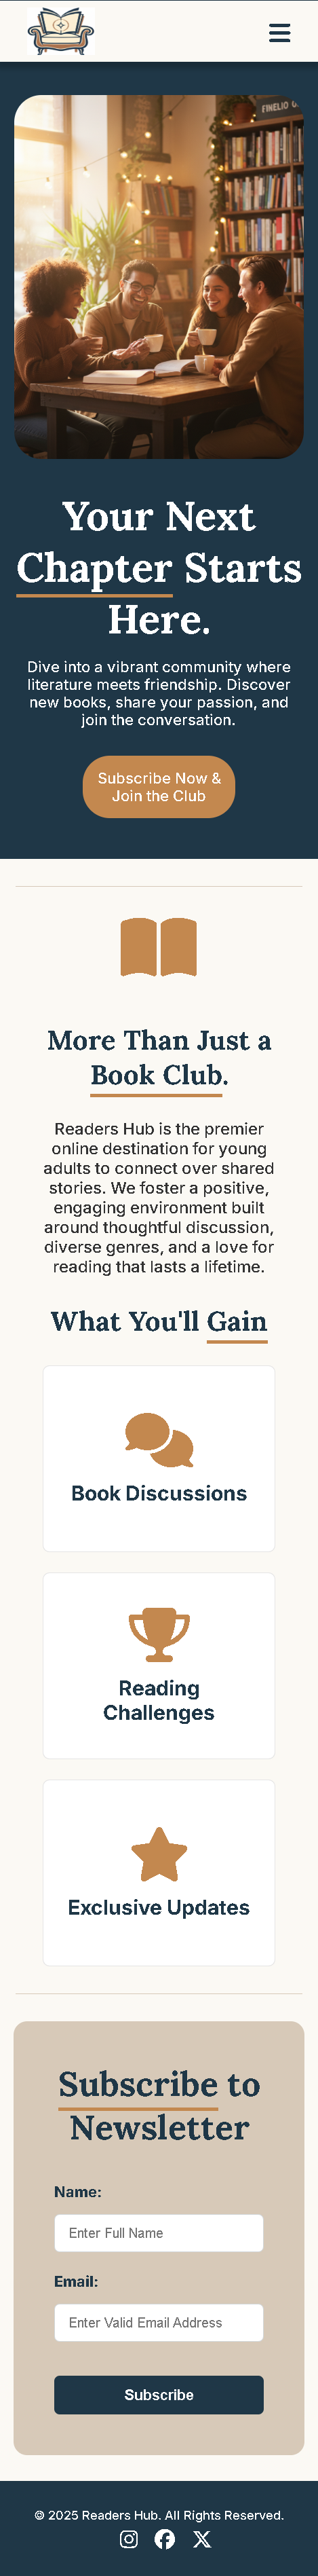 FINELIO
Your Next
Chapter Starts
Here.
Dive into a vibrant community where
literature meets friendship. Discover
new books, share your passion, and
join the conversation.
Subscribe Now &
Join the Club
More Than Just a
Book Club.
Readers Hub is the premier
online destination for young
adults to connect over shared
stories. We foster a positive,
engaging environment built
around thoughtful discussion,
diverse genres, and a love for
reading that lasts a lifetime.
What You'll Gain
Book Discussions
Reading
Challenges
Exclusive Updates
Subscribe to
Newsletter
Name:
Enter Full Name
Email:
Enter Valid Email Address
Subscribe
© 2025 Readers Hub. All Rights Reserved.